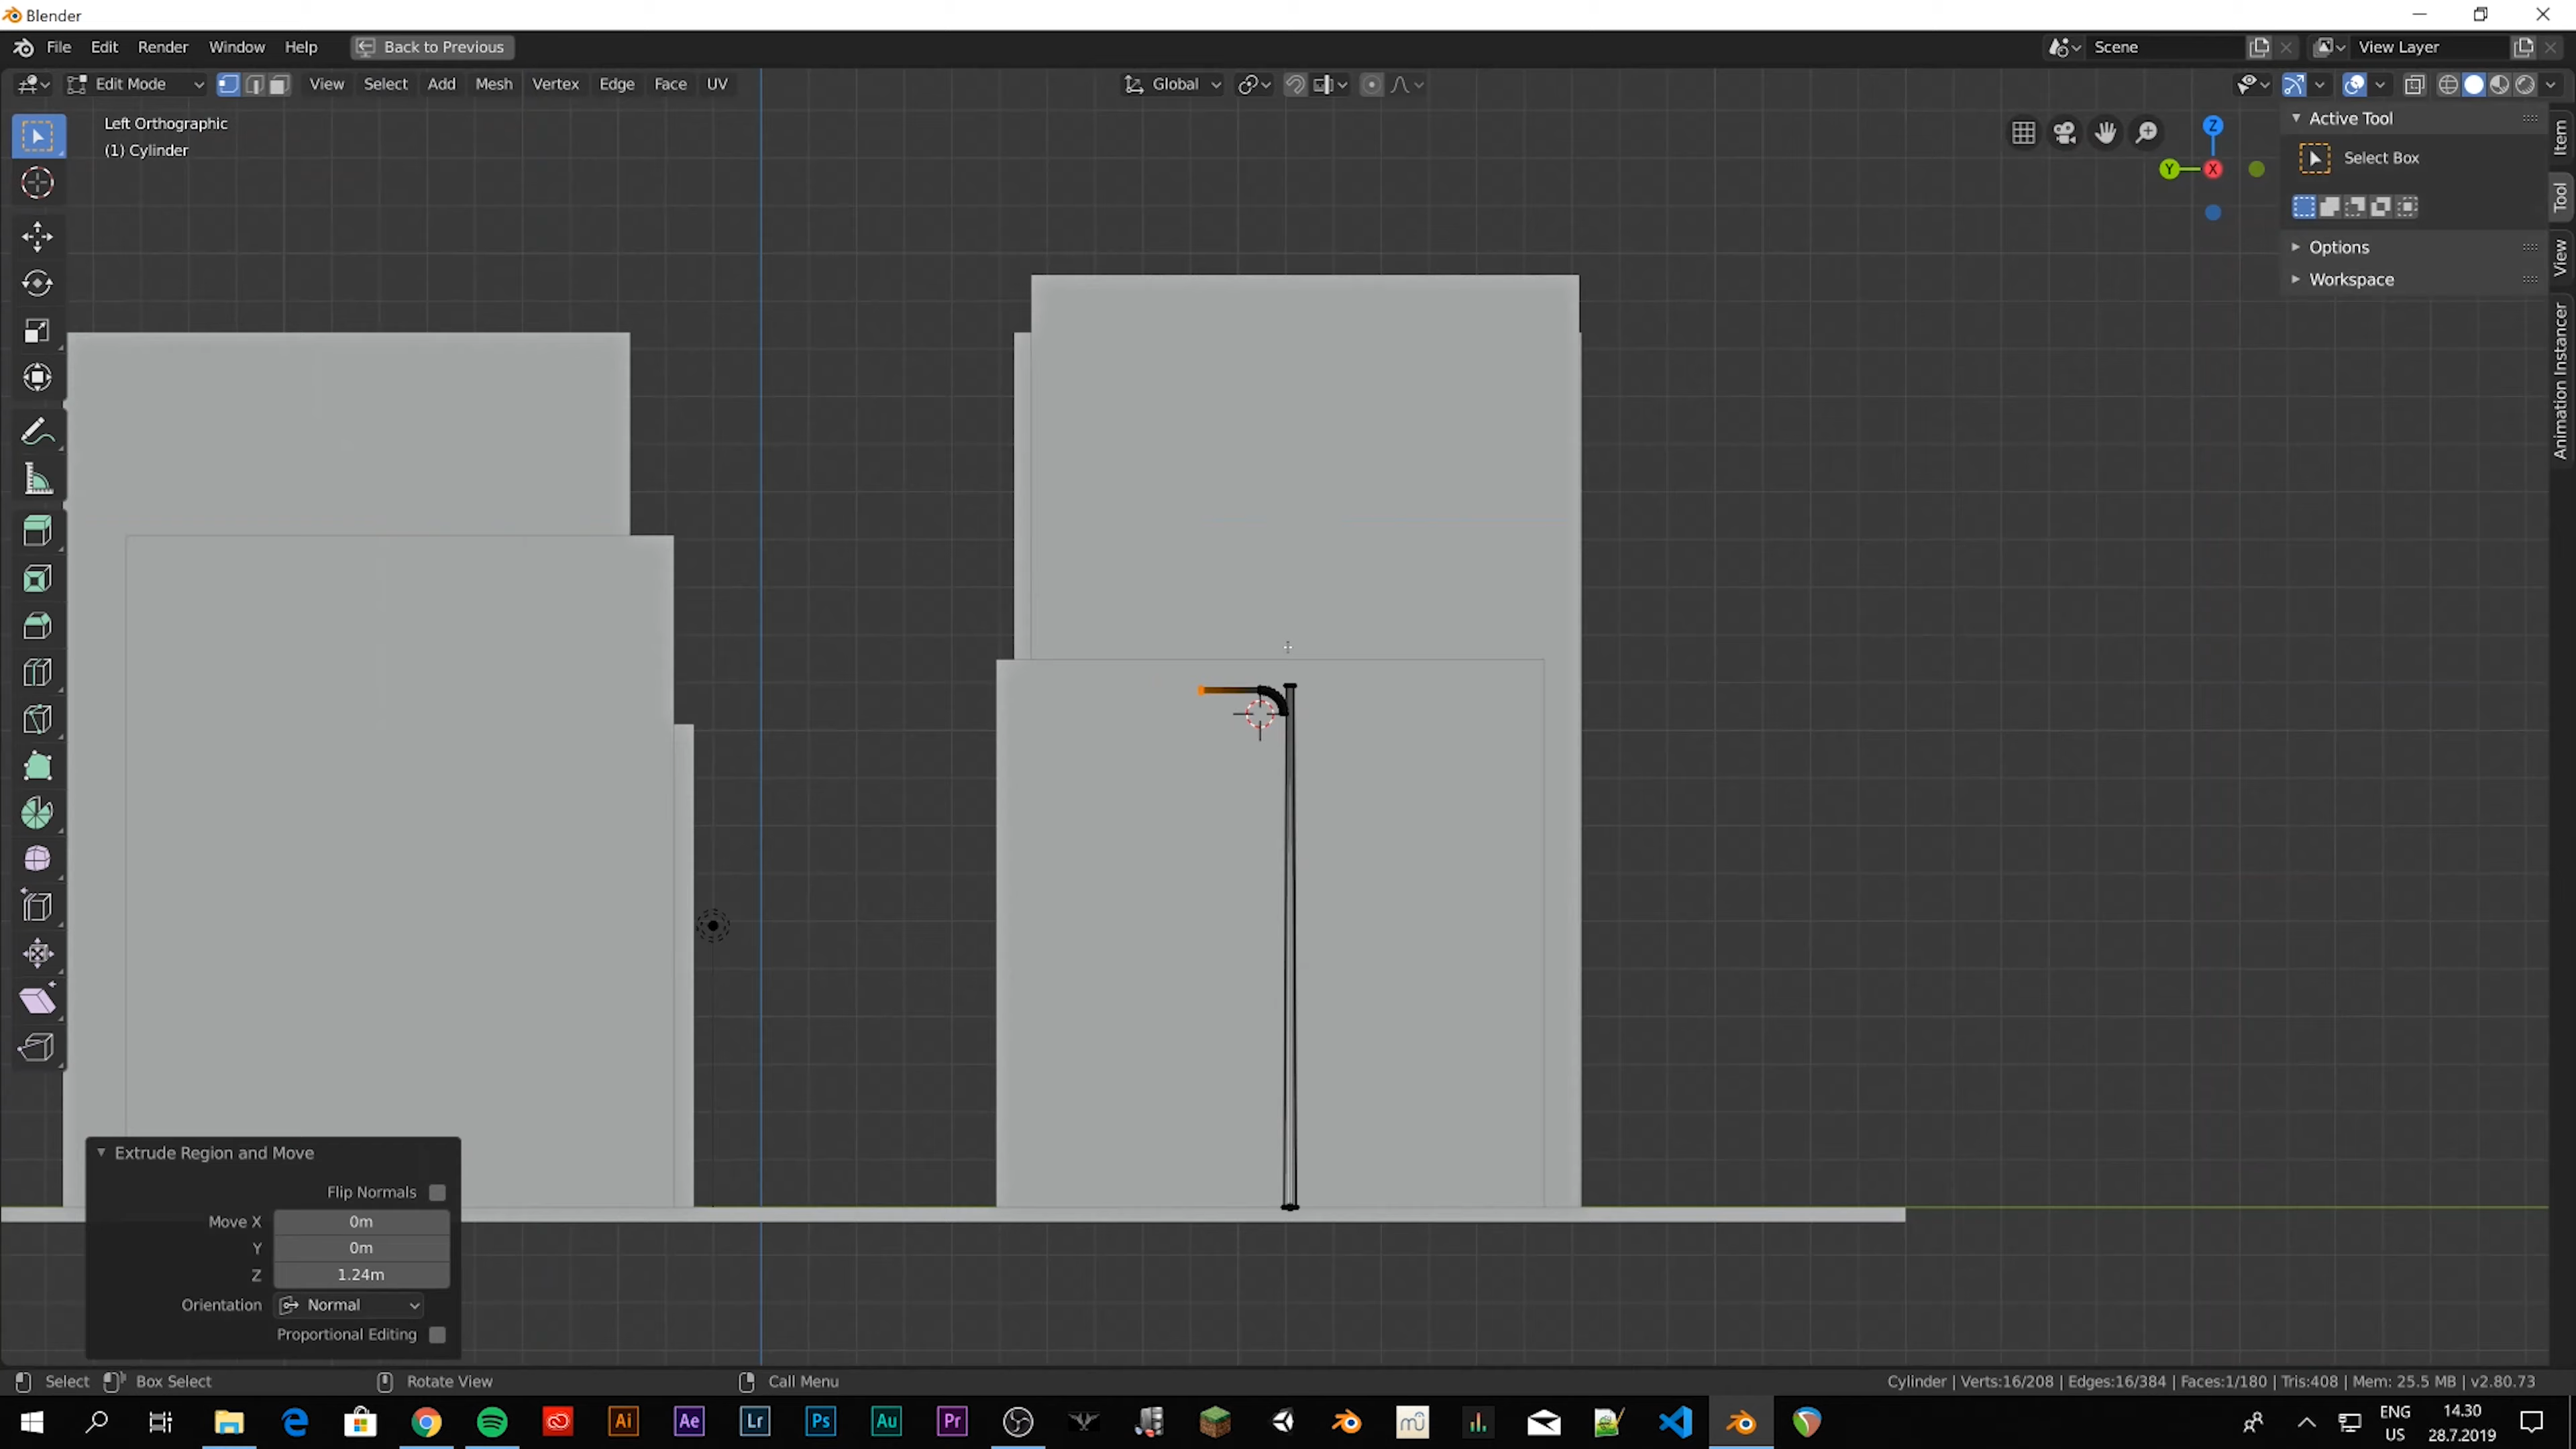 Blender
File Edit Render Window Help Back to Previous Scene View Layer
Edit Mode View Select Add Mesh Vertex Edge Face UV Global
Left Orthographic
(1) Cylinder
Z
Y
X
Active Tool
Select Box
Options
Workspace
Item
Tool
View
Animation Instancer
Extrude Region and Move
Flip Normals
Move X 0m
Y 0m
Z 1.24m
Orientation Normal
Proportional Editing
Select Box Select Rotate View Call Menu Cylinder | Verts:16/208 | Edges:16/384 | Faces:1/180 | Tris:408 | Mem: 25.5 MB | v2.80.73
Ai Ae Lr Ps Au Pr mü
ENG
US
14.30
28.7.2019